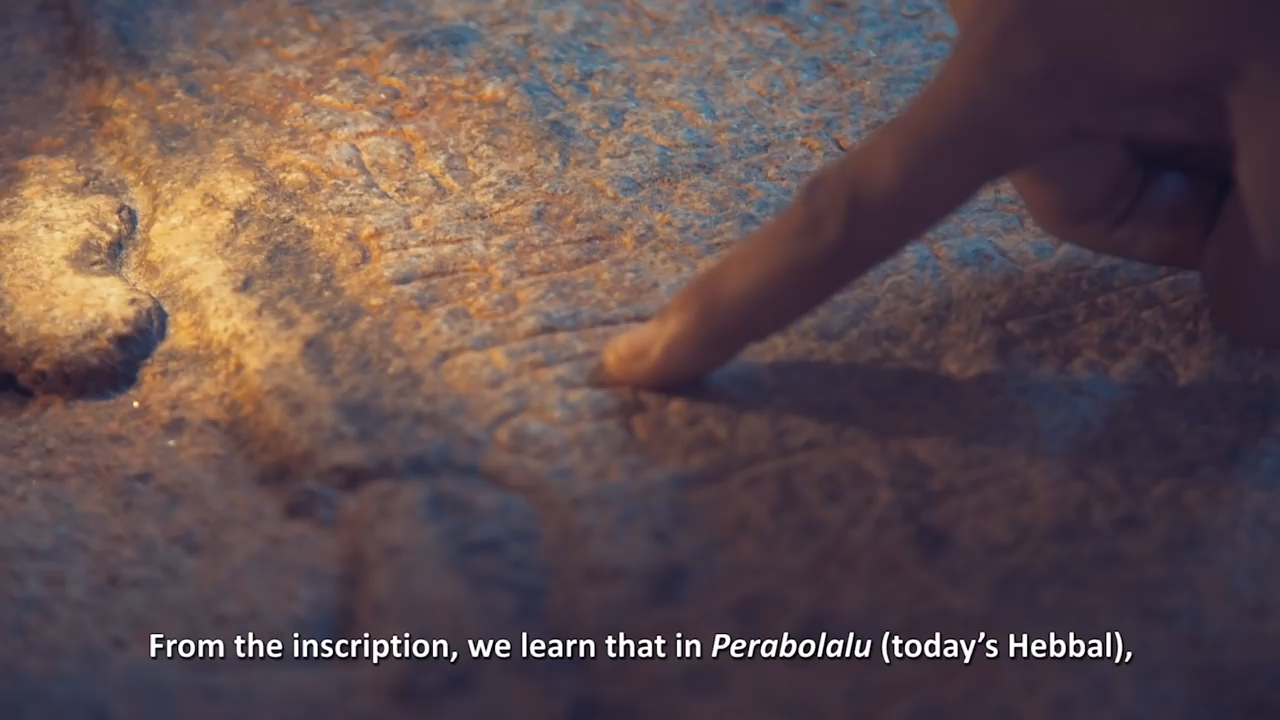 From the inscription, we learn that in Perabolalu (today’s Hebbal),